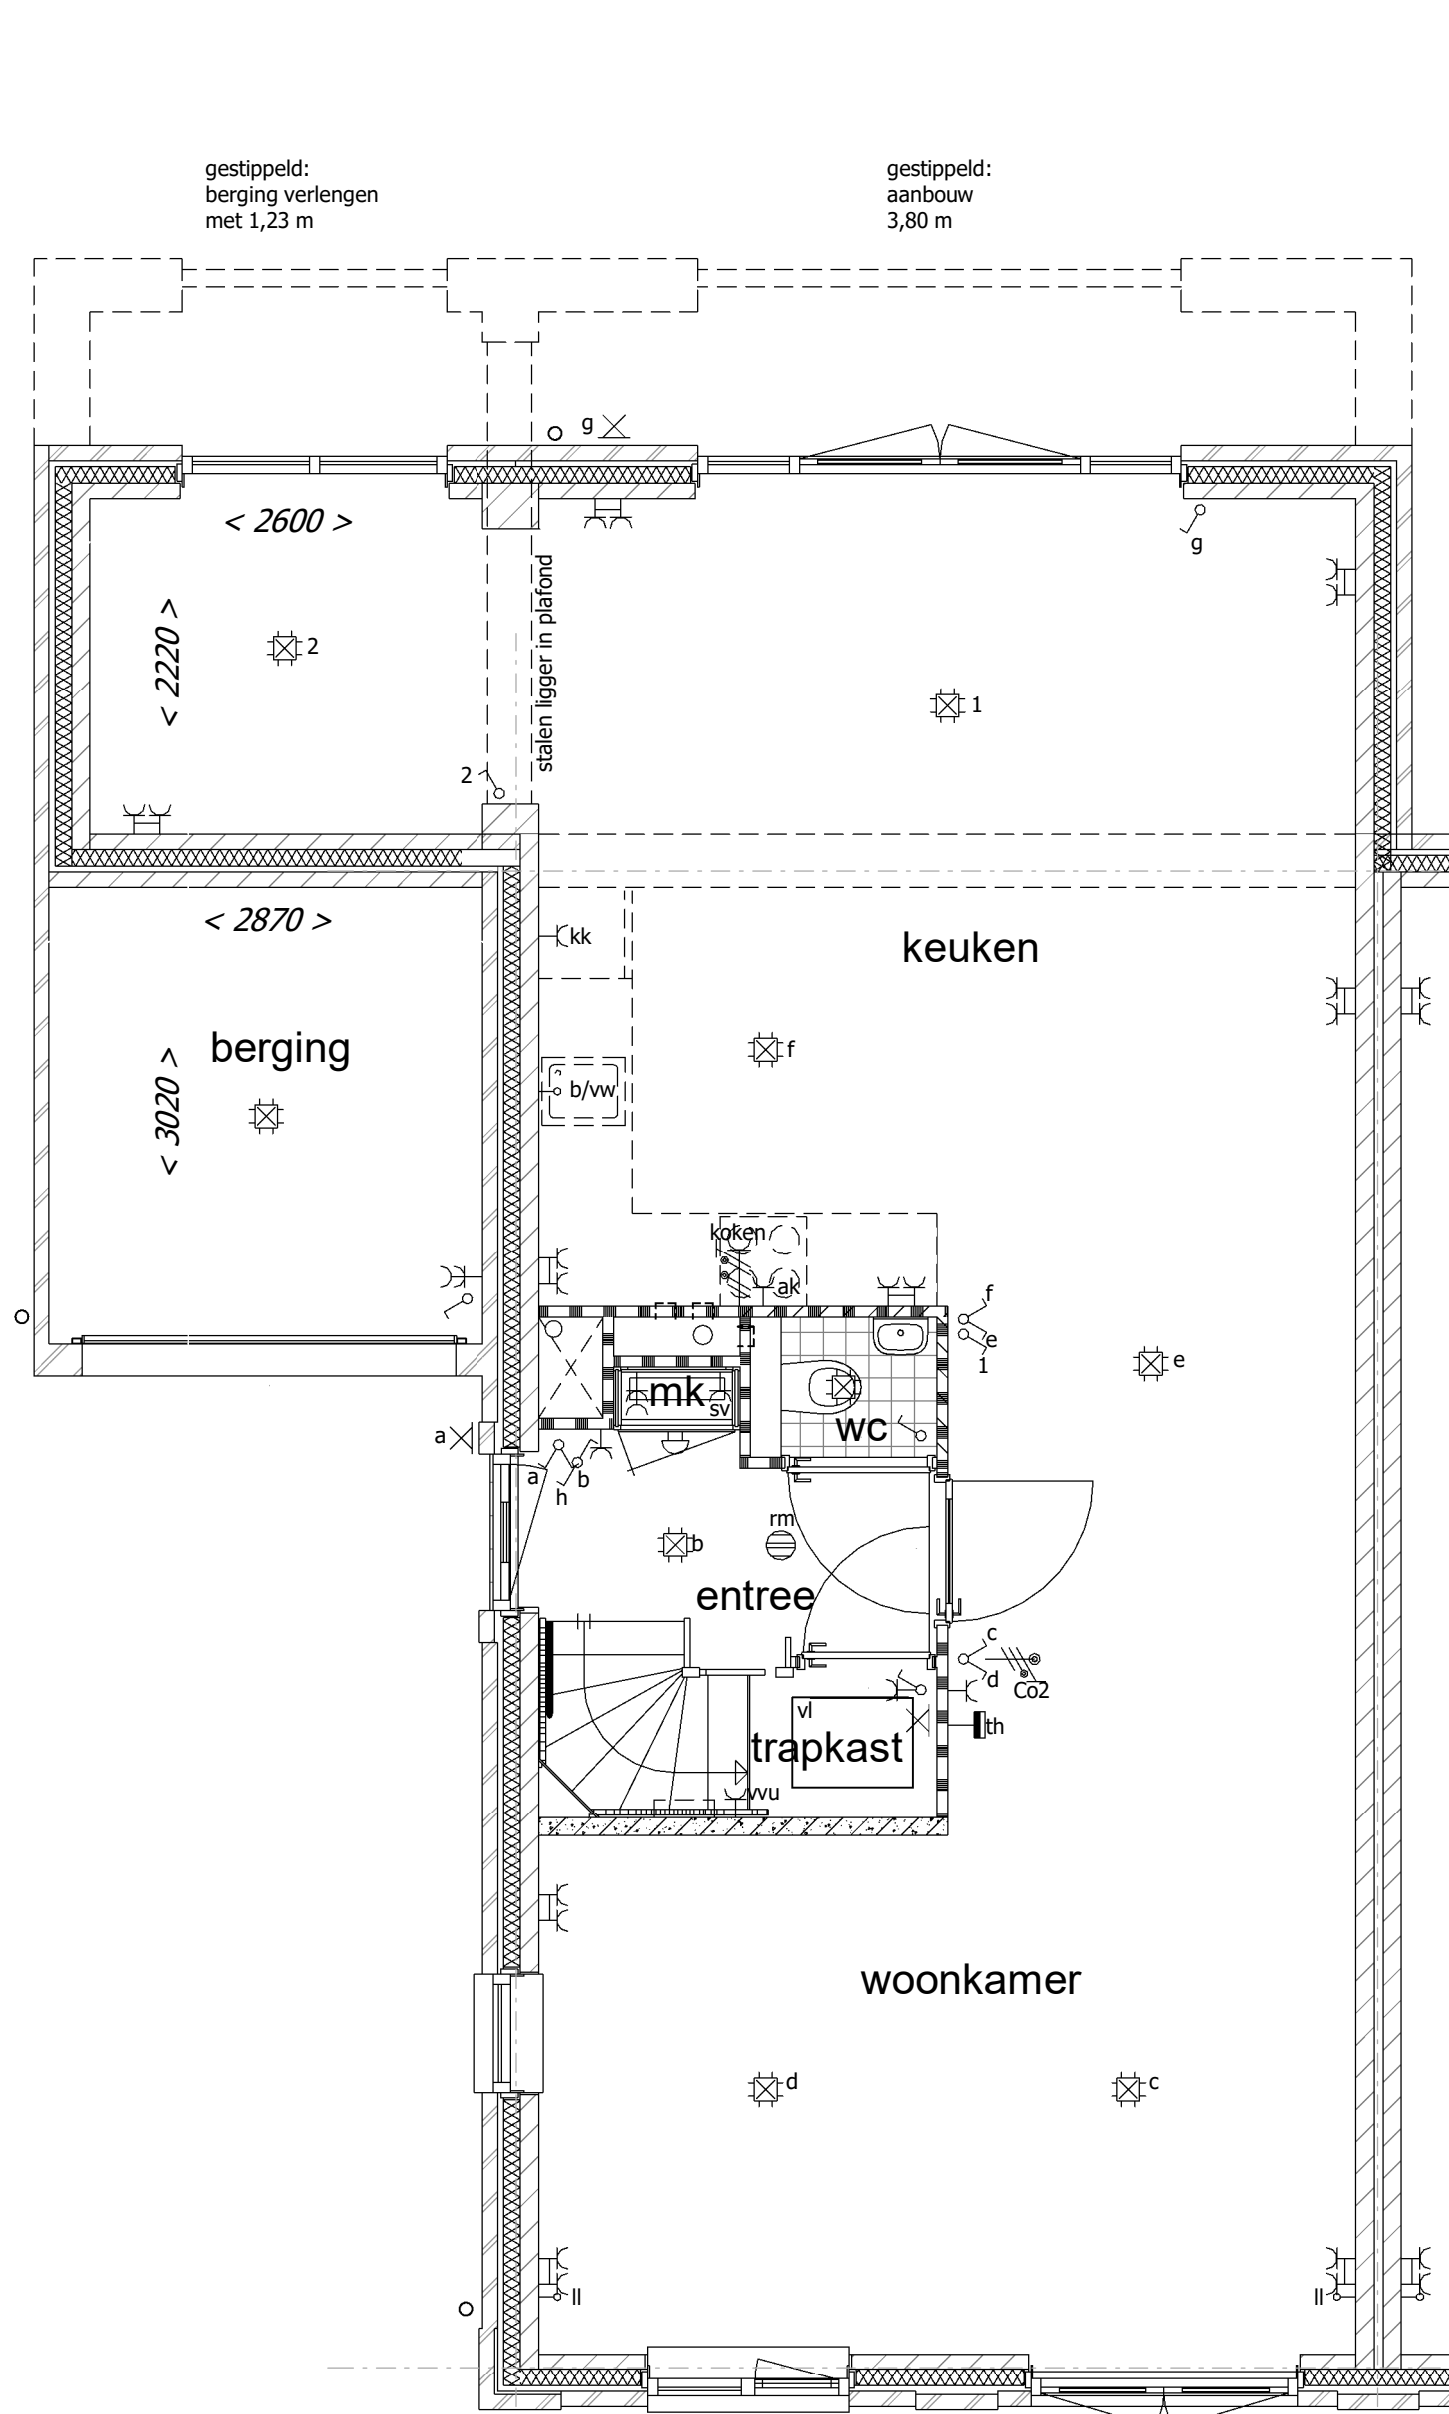 gestippeld:
berging verlengen
met 1,23 m
gestippeld:
aanbouw
3,80 m
g
< 2600 >
g
< 2220 >
2
stalen ligger in plafond
1
2
< 2870 >
kk
keuken
berging
f
< 3020 >
b/vw
koken
ak
f
e
1
e
mk
sv
wc
a
a
b
h
rm
b
entree
c
d
Co2
vl
th
trapkast
vvu
woonkamer
d
c
ll
ll